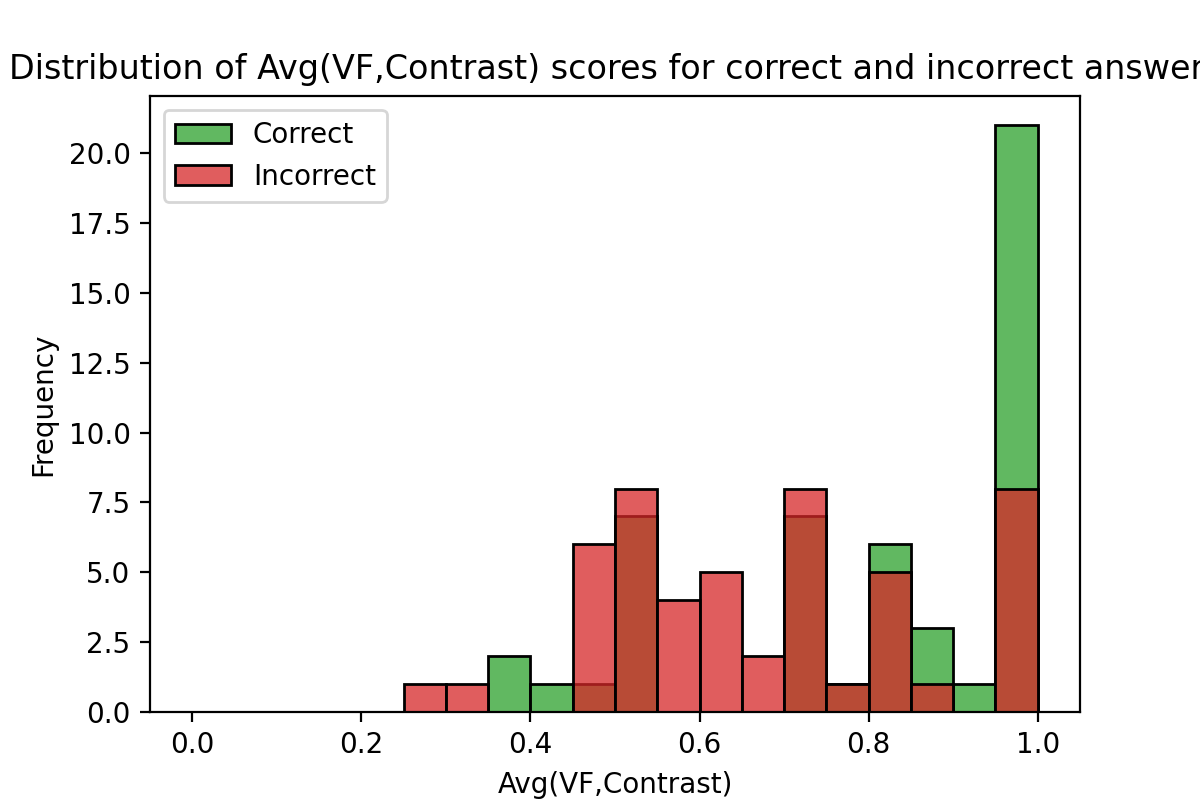 Distribution of Avg(VF,Contrast) scores for correct and incorrect answer
Correct
Incorrect
20.0
17.5
15.0
12.5
10.0
7.5
5.0
2.5
0.0
Frequency
0.0 0.2 0.4 0.6 0.8 1.0
Avg(VF,Contrast)